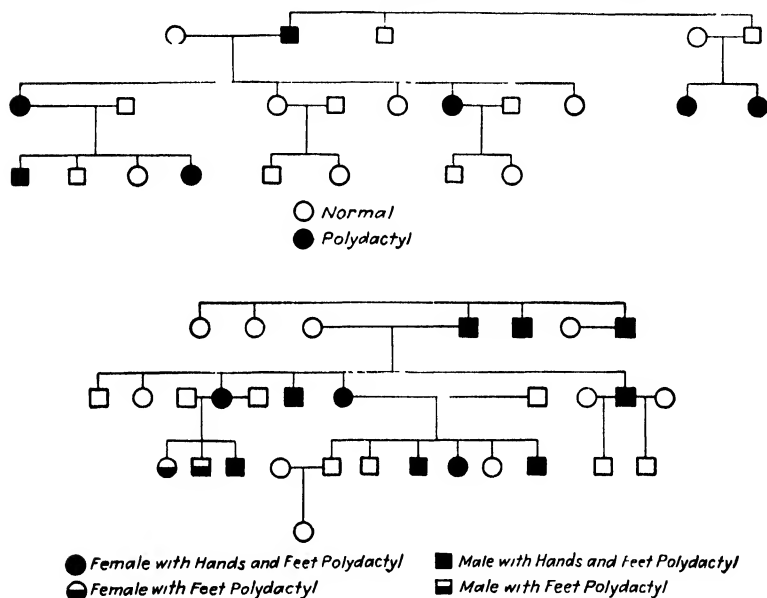 Normal
Polydactyl
Female with Hands and Feet Polydactyl
Male with Hands and Feet Polydactyl
Female with Feet Polydactyl
Male with Feet Polydactyl